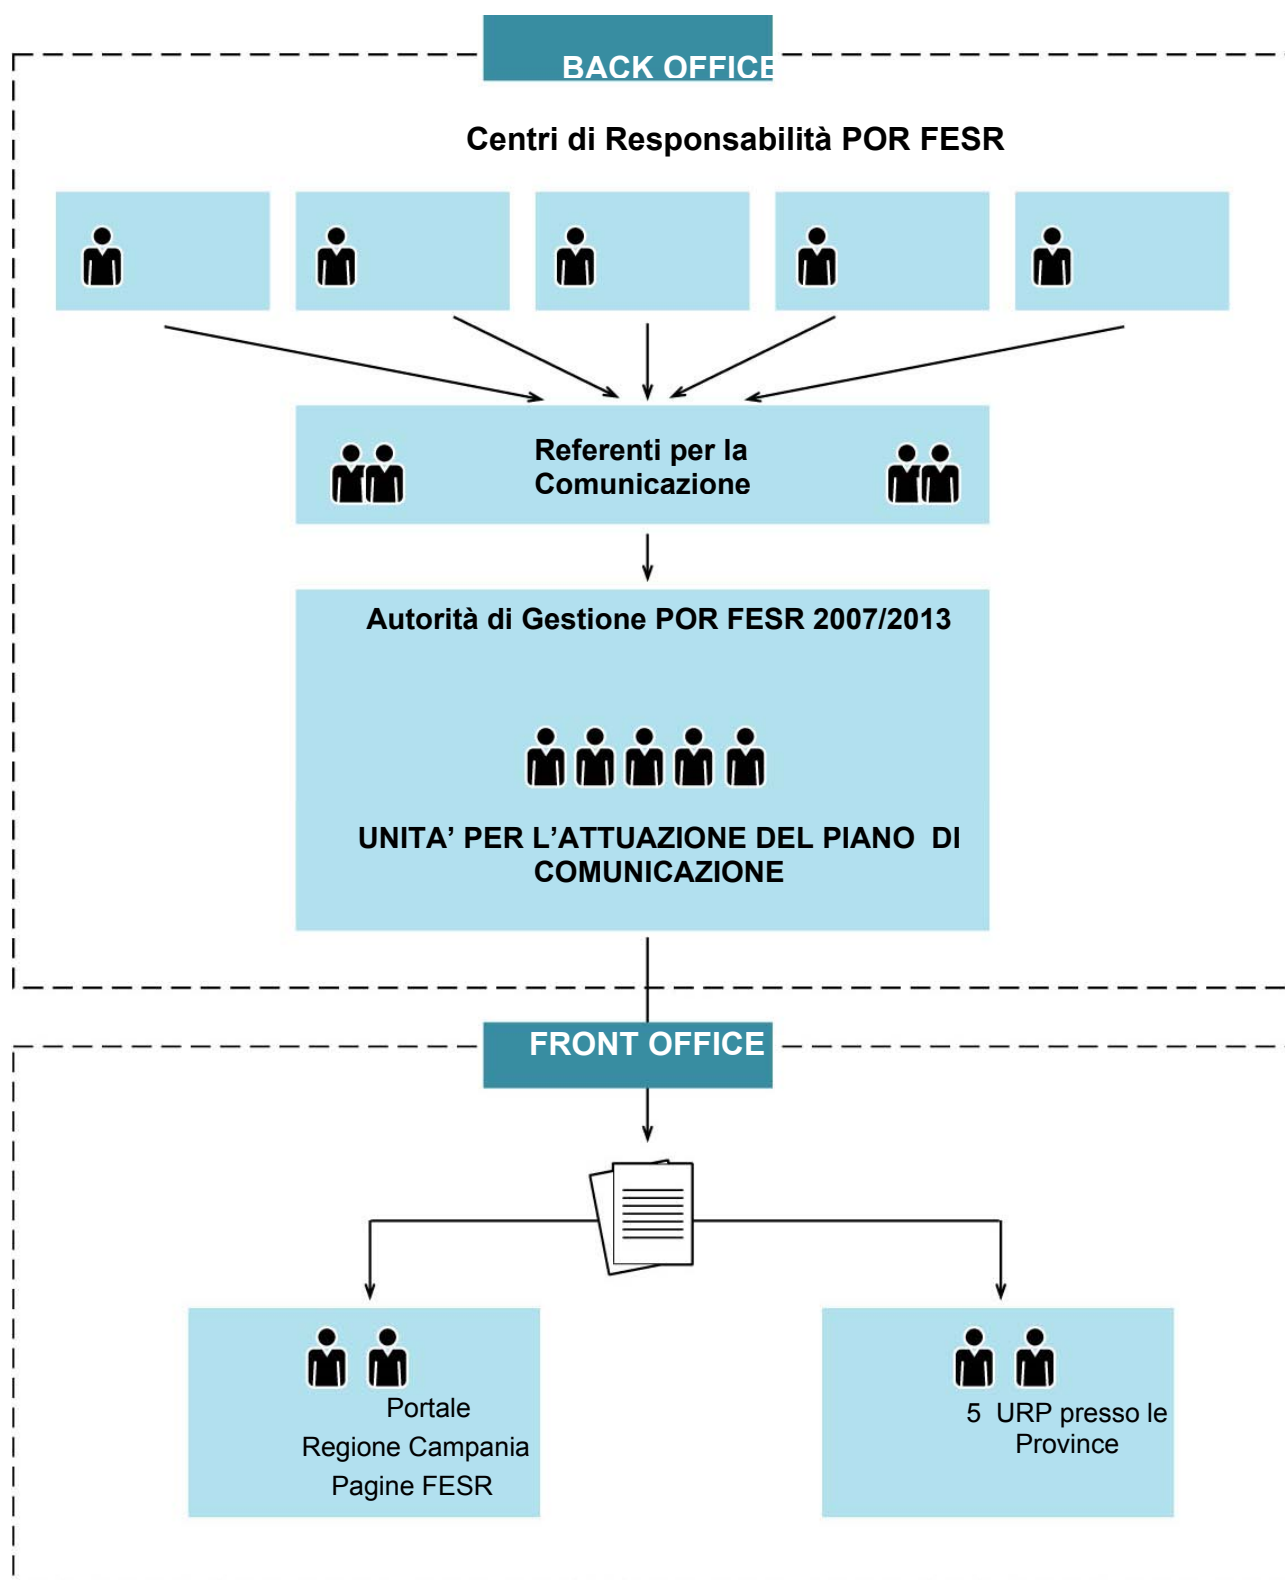 BACK OFFICE
Centri di Responsabilità POR FESR
Referenti per la
Comunicazione
Autorità di Gestione POR FESR 2007/2013
UNITA’ PER L’ATTUAZIONE DEL PIANO  DI
COMUNICAZIONE
FRONT OFFICE
Portale
Regione Campania
Pagine FESR
5  URP presso le
Province